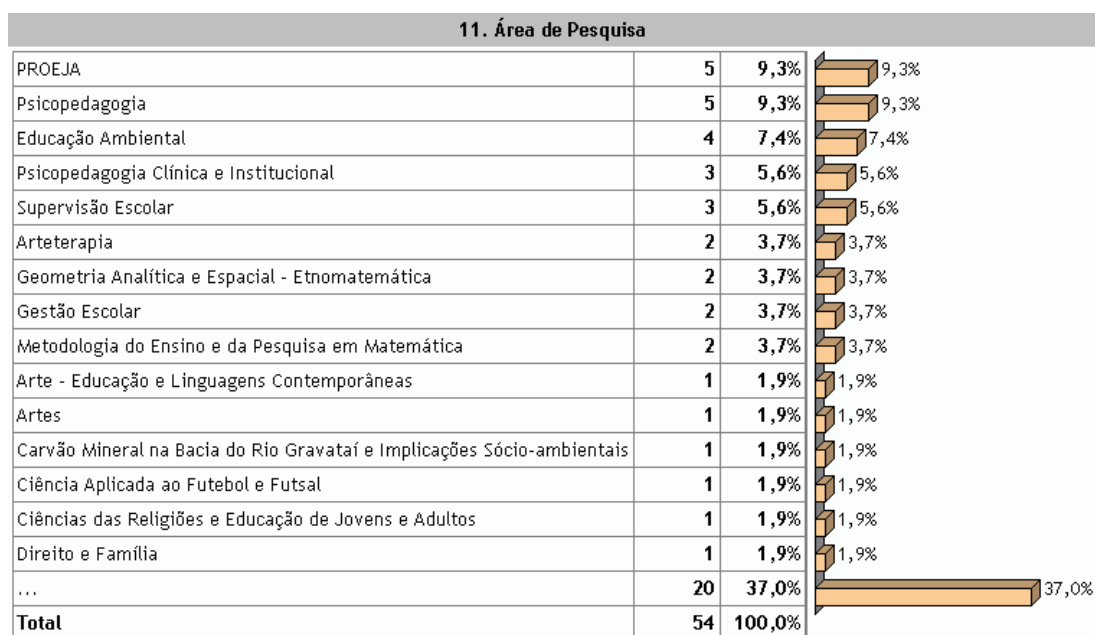 11. Área de Pesquisa
PROEJA 5 9,3% 9,3%
Psicopedagogia 5 9,3% 9,3%
Educação Ambiental 4 7,4% 7,4%
Psicopedagogia Clínica e Institucional 3 5,6% 5,6%
Supervisão Escolar 3 5,6% 5,6%
Arteterapia 2 3,7% 3,7%
Geometria Analítica e Espacial - Etnomatemática 2 3,7% 3,7%
Gestão Escolar 2 3,7% 3,7%
Metodologia do Ensino e da Pesquisa em Matemática 2 3,7% 3,7%
Arte - Educação e Linguagens Contemporâneas 1 1,9% 1,9%
Artes 1 1,9% 1,9%
Carvão Mineral na Bacia do Rio Gravataí e Implicações Sócio-ambientais 1 1,9% 1,9%
Ciência Aplicada ao Futebol e Futsal 1 1,9% 1,9%
Ciências das Religiões e Educação de Jovens e Adultos 1 1,9% 1,9%
Direito e Família 1 1,9% 1,9%
... 20 37,0% 37,0%
Total 54 100,0%